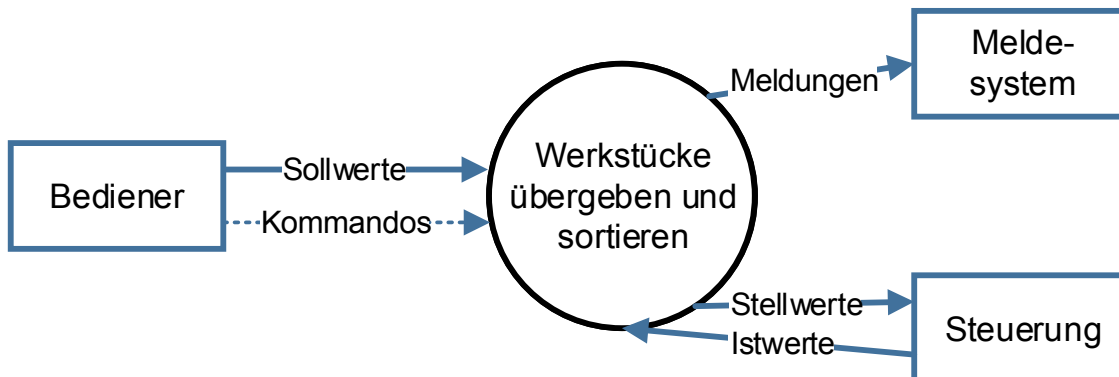 Bediener
Sollwerte
Kommandos
Werkstücke
übergeben und
sortieren
Meldungen
Melde-
system
Stellwerte
Istwerte
Steuerung